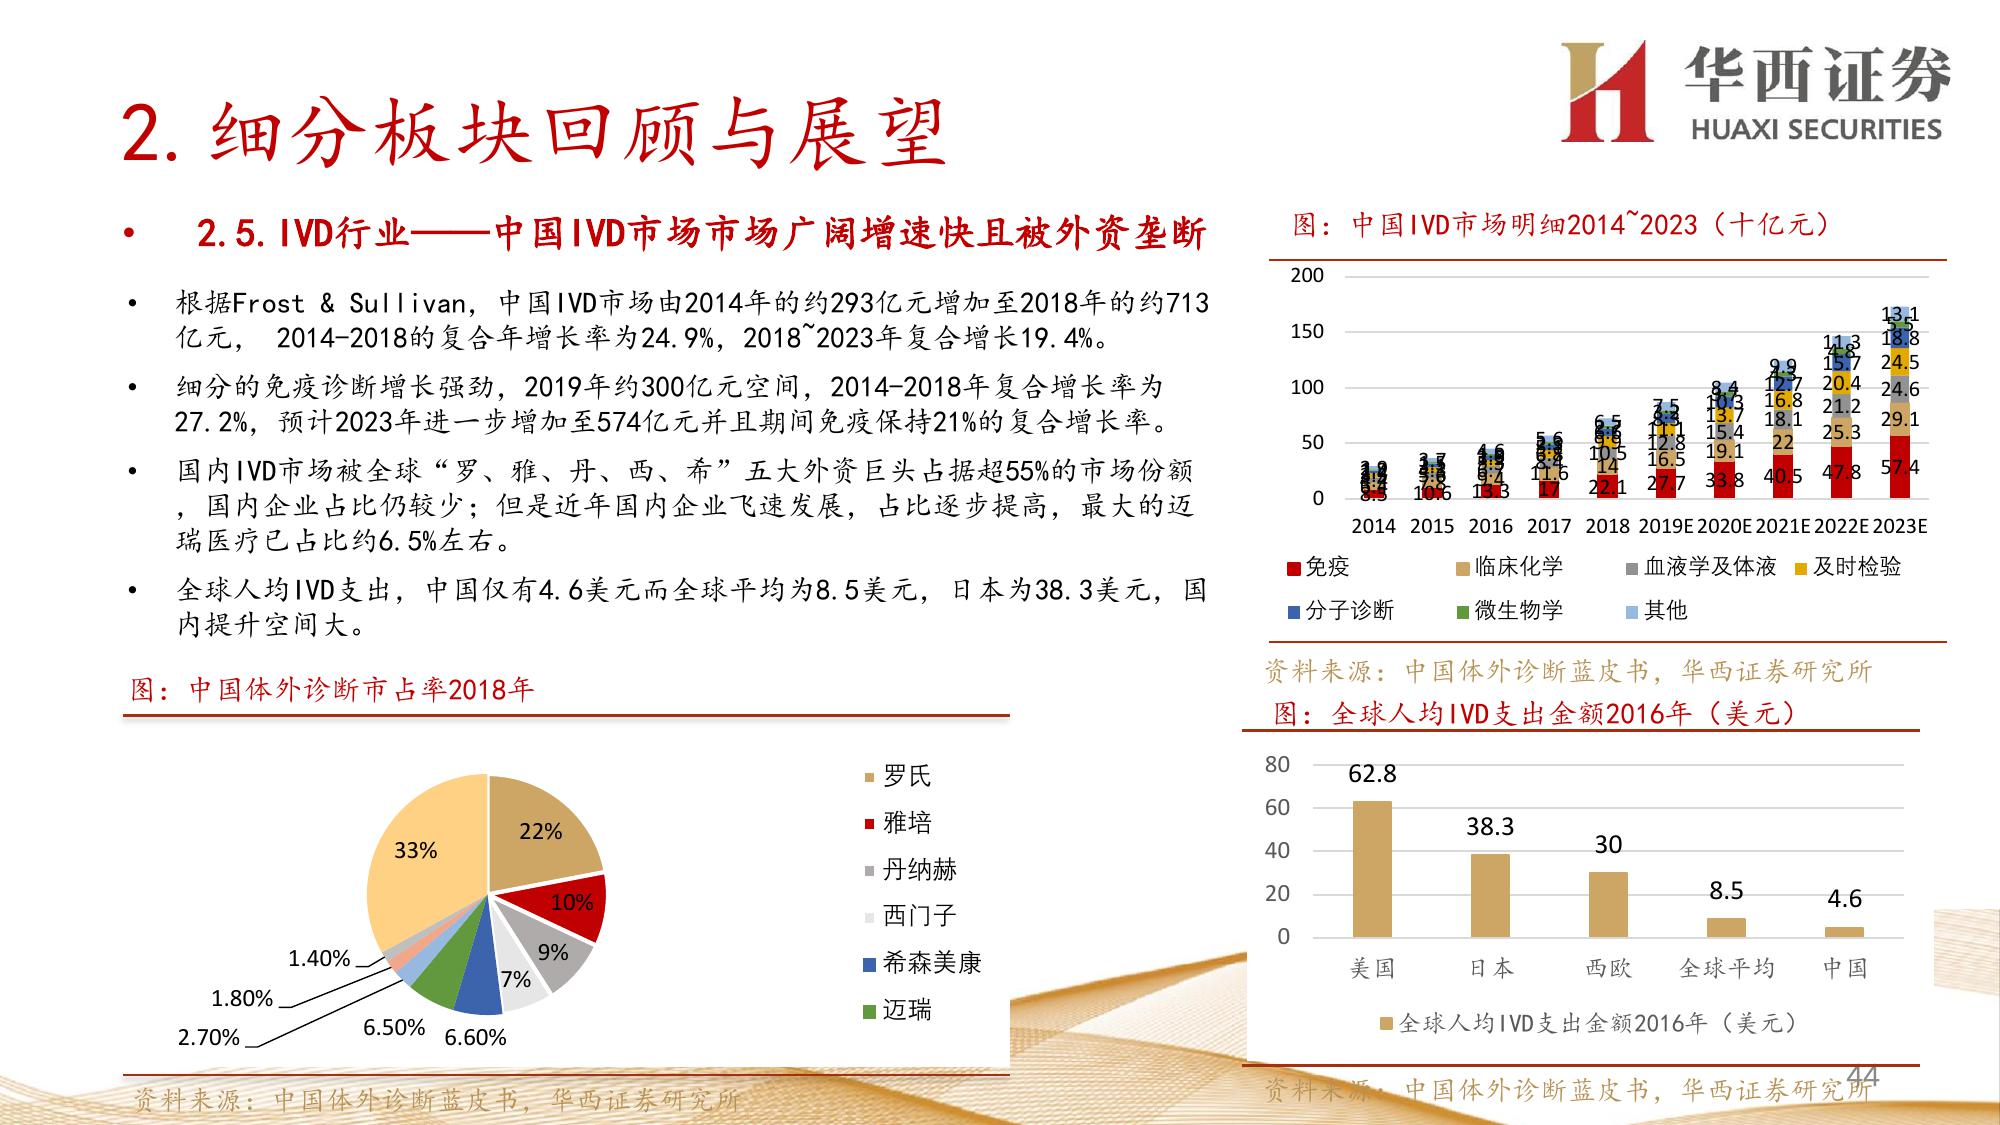 华西证券
HUAXI SECURITIES
2. 细分板块回顾与展望
• 2.5. IVD行业——中国IVD市场市场广阔增速快且被外资垄断
• 根据Frost & Sullivan, 中国IVD市场由2014年的约293亿元增加至2018年的约713
亿元, 2014-2018的复合年增长率为24.9%, 2018~2023年复合增长19.4%。
• 细分的免疫诊断增长强劲, 2019年约300亿元空间, 2014-2018年复合增长率为
27.2%, 预计2023年进一步增加至574亿元并且期间免疫保持21%的复合增长率。
• 国内IVD市场被全球“罗、雅、丹、西、希”五大外资巨头占据超55%的市场份额
, 国内企业占比仍较少；但是近年国内企业飞速发展, 占比逐步提高, 最大的迈
瑞医疗已占比约6.5%左右。
• 全球人均IVD支出, 中国仅有4.6美元而全球平均为8.5美元, 日本为38.3美元, 国
内提升空间大。
图: 中国体外诊断市占率2018年
33%
22%
10%
9%
7%
6.60%
6.50%
2.70%
1.80%
1.40%
罗氏
雅培
丹纳赫
西门子
希森美康
迈瑞
资料来源: 中国体外诊断蓝皮书, 华西证券研究所
图: 中国IVD市场明细2014~2023（十亿元）
200
150
100
50
0
8.5
10.6
13.3
17 11.6
22.1 14 10.5
27.7 16.5 12.8 11.1
33.8 19.1 15.4 13.7 10.3 8.4
40.5 22 18.1 16.8 12.7 9.9
47.8 25.3 21.2 20.4 15.7 4.8 11.3
57.4 29.1 24.6 24.5 18.8 5.5 13.1
2014 2015 2016 2017 2018 2019E 2020E 2021E 2022E 2023E
免疫 临床化学 血液学及体液 及时检验
分子诊断 微生物学 其他
资料来源: 中国体外诊断蓝皮书, 华西证券研究所
图: 全球人均IVD支出金额2016年（美元）
80
60
40
20
0
62.8
38.3
30
8.5
4.6
美国 日本 西欧 全球平均 中国
全球人均IVD支出金额2016年（美元）
资料来源: 中国体外诊断蓝皮书, 华西证券研究所
44